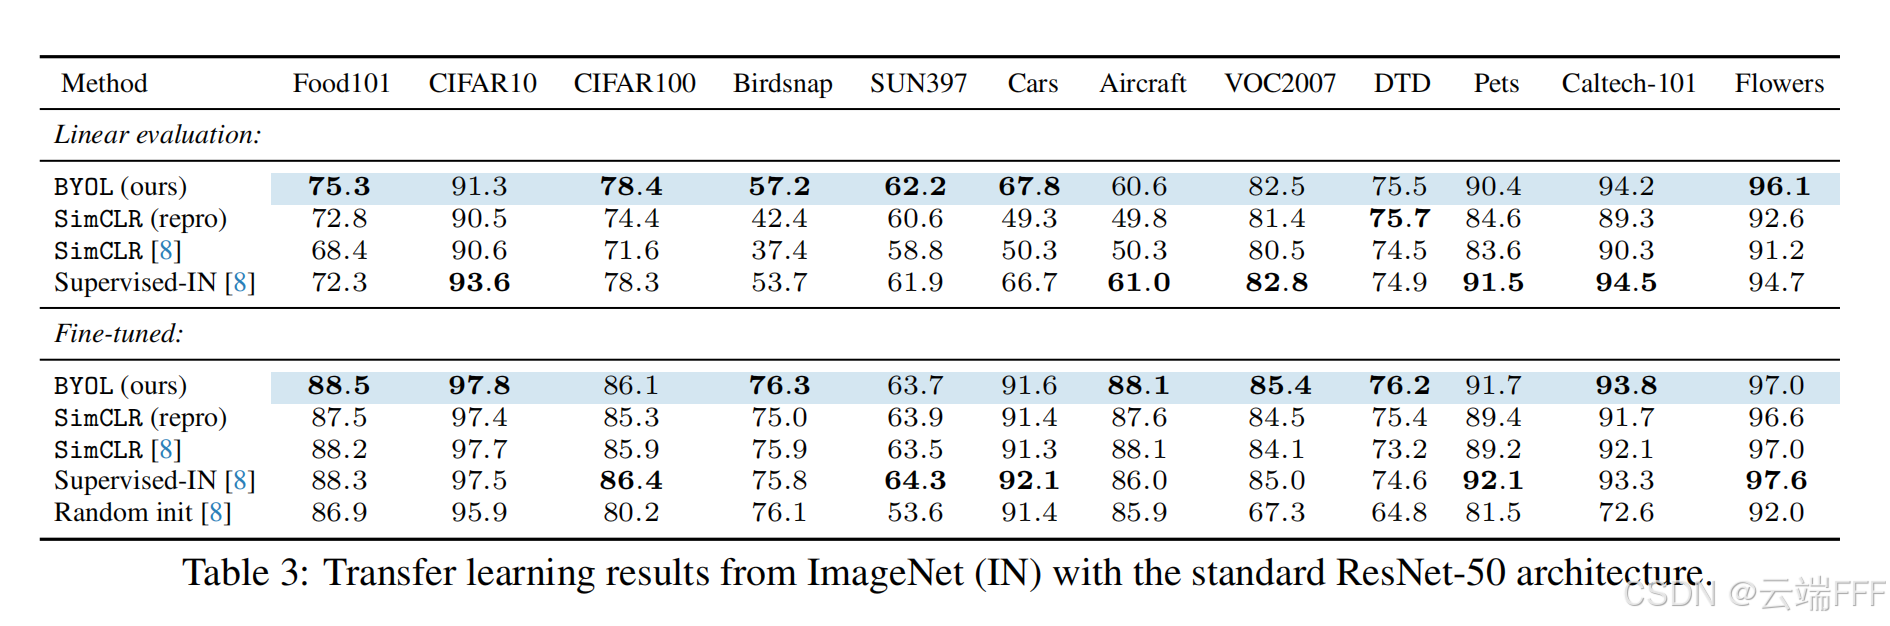 Method Food101 CIFAR10 CIFAR100 Birdsnap SUN397 Cars Aircraft VOC2007 DTD Pets Caltech-101 Flowers
Linear evaluation:
BYOL (ours) 75.3 91.3 78.4 57.2 62.2 67.8 60.6 82.5 75.5 90.4 94.2 96.1
SimCLR (repro) 72.8 90.5 74.4 42.4 60.6 49.3 49.8 81.4 75.7 84.6 89.3 92.6
SimCLR [8] 68.4 90.6 71.6 37.4 58.8 50.3 50.3 80.5 74.5 83.6 90.3 91.2
Supervised-IN [8] 72.3 93.6 78.3 53.7 61.9 66.7 61.0 82.8 74.9 91.5 94.5 94.7
Fine-tuned:
BYOL (ours) 88.5 97.8 86.1 76.3 63.7 91.6 88.1 85.4 76.2 91.7 93.8 97.0
SimCLR (repro) 87.5 97.4 85.3 75.0 63.9 91.4 87.6 84.5 75.4 89.4 91.7 96.6
SimCLR [8] 88.2 97.7 85.9 75.9 63.5 91.3 88.1 84.1 73.2 89.2 92.1 97.0
Supervised-IN [8] 88.3 97.5 86.4 75.8 64.3 92.1 86.0 85.0 74.6 92.1 93.3 97.6
Random init [8] 86.9 95.9 80.2 76.1 53.6 91.4 85.9 67.3 64.8 81.5 72.6 92.0
Table 3: Transfer learning results from ImageNet (IN) with the standard ResNet-50 architecture.
CSDN @云端FFF